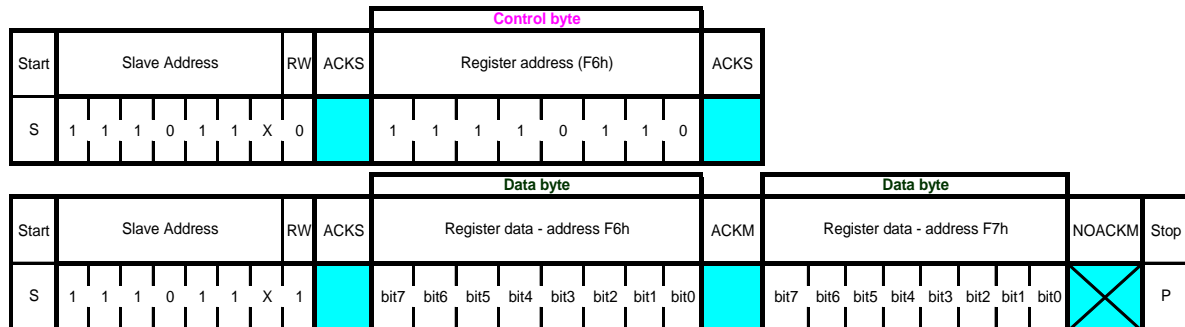 Control byte
Start Slave Address RW ACKS Register address (F6h) ACKS
S 1 1 1 0 1 1 X 0 1 1 1 1 0 1 1 0
Data byte Data byte
Start Slave Address RW ACKS Register data - address F6h ACKM Register data - address F7h NOACKM Stop
S 1 1 1 0 1 1 X 1 bit7 bit6 bit5 bit4 bit3 bit2 bit1 bit0 bit7 bit6 bit5 bit4 bit3 bit2 bit1 bit0 P